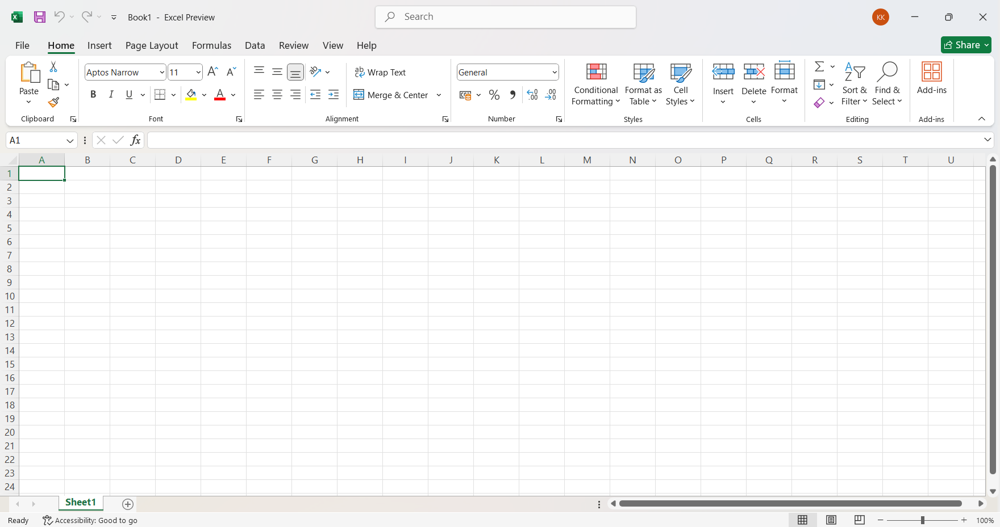 Book1 - Excel Preview
Search
KK
File Home Insert Page Layout Formulas Data Review View Help
Share
Paste
Clipboard
Aptos Narrow 11
B I U A
Font
Wrap Text
Merge & Center
Alignment
General
% 
Number
Conditional Formatting
Format as Table
Cell Styles
Styles
Insert
Delete
Format
Cells
Sort & Filter
Find & Select
Editing
Add-ins
Add-ins
A1
fx
A B C D E F G H I J K L M N O P Q R S T U
1
2
3
4
5
6
7
8
9
10
11
12
13
14
15
16
17
18
19
20
21
22
23
24
Sheet1
Ready
Accessibility: Good to go
100%